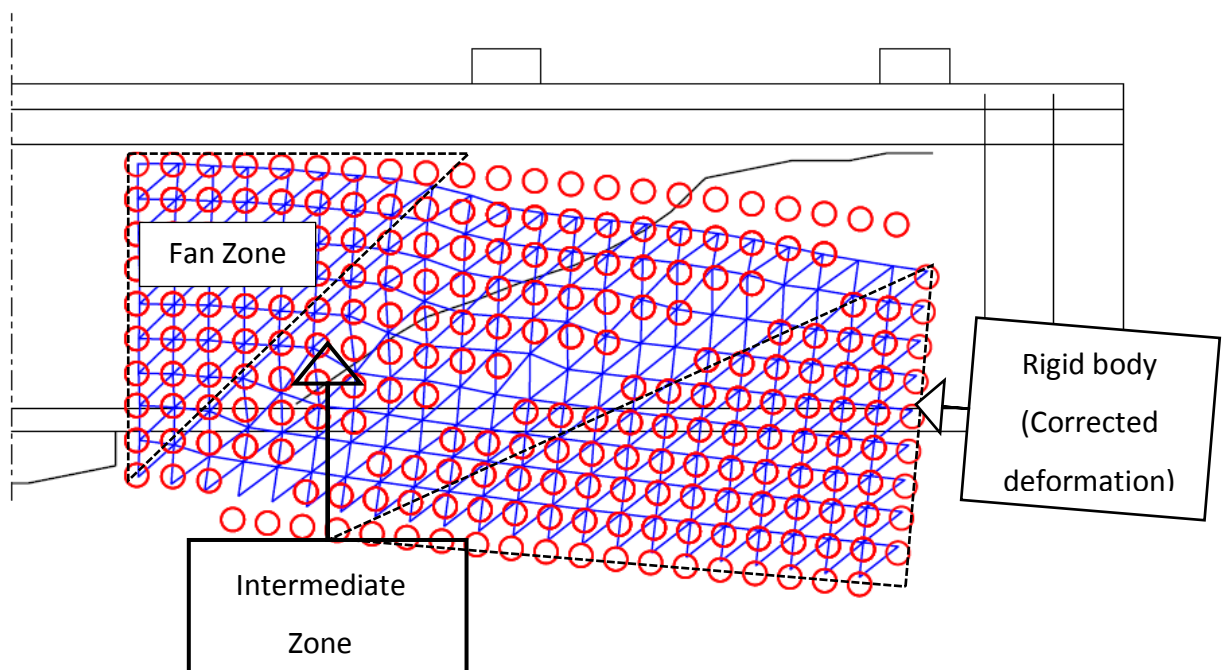 Fan Zone
Rigid body
(Corrected
deformation)
Intermediate
Zone